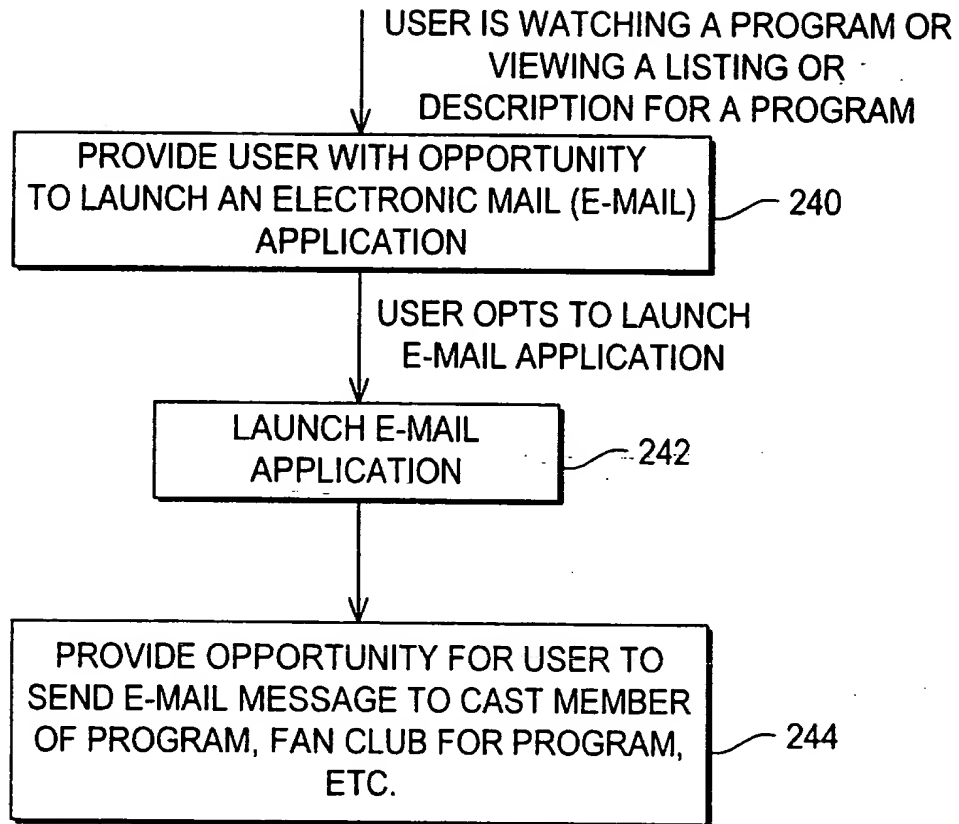 USER IS WATCHING A PROGRAM OR
VIEWING A LISTING OR
DESCRIPTION FOR A PROGRAM
PROVIDE USER WITH OPPORTUNITY
TO LAUNCH AN ELECTRONIC MAIL (E-MAIL)
APPLICATION
240
USER OPTS TO LAUNCH
E-MAIL APPLICATION
LAUNCH E-MAIL
APPLICATION
242
PROVIDE OPPORTUNITY FOR USER TO
SEND E-MAIL MESSAGE TO CAST MEMBER
OF PROGRAM, FAN CLUB FOR PROGRAM,
ETC.
244